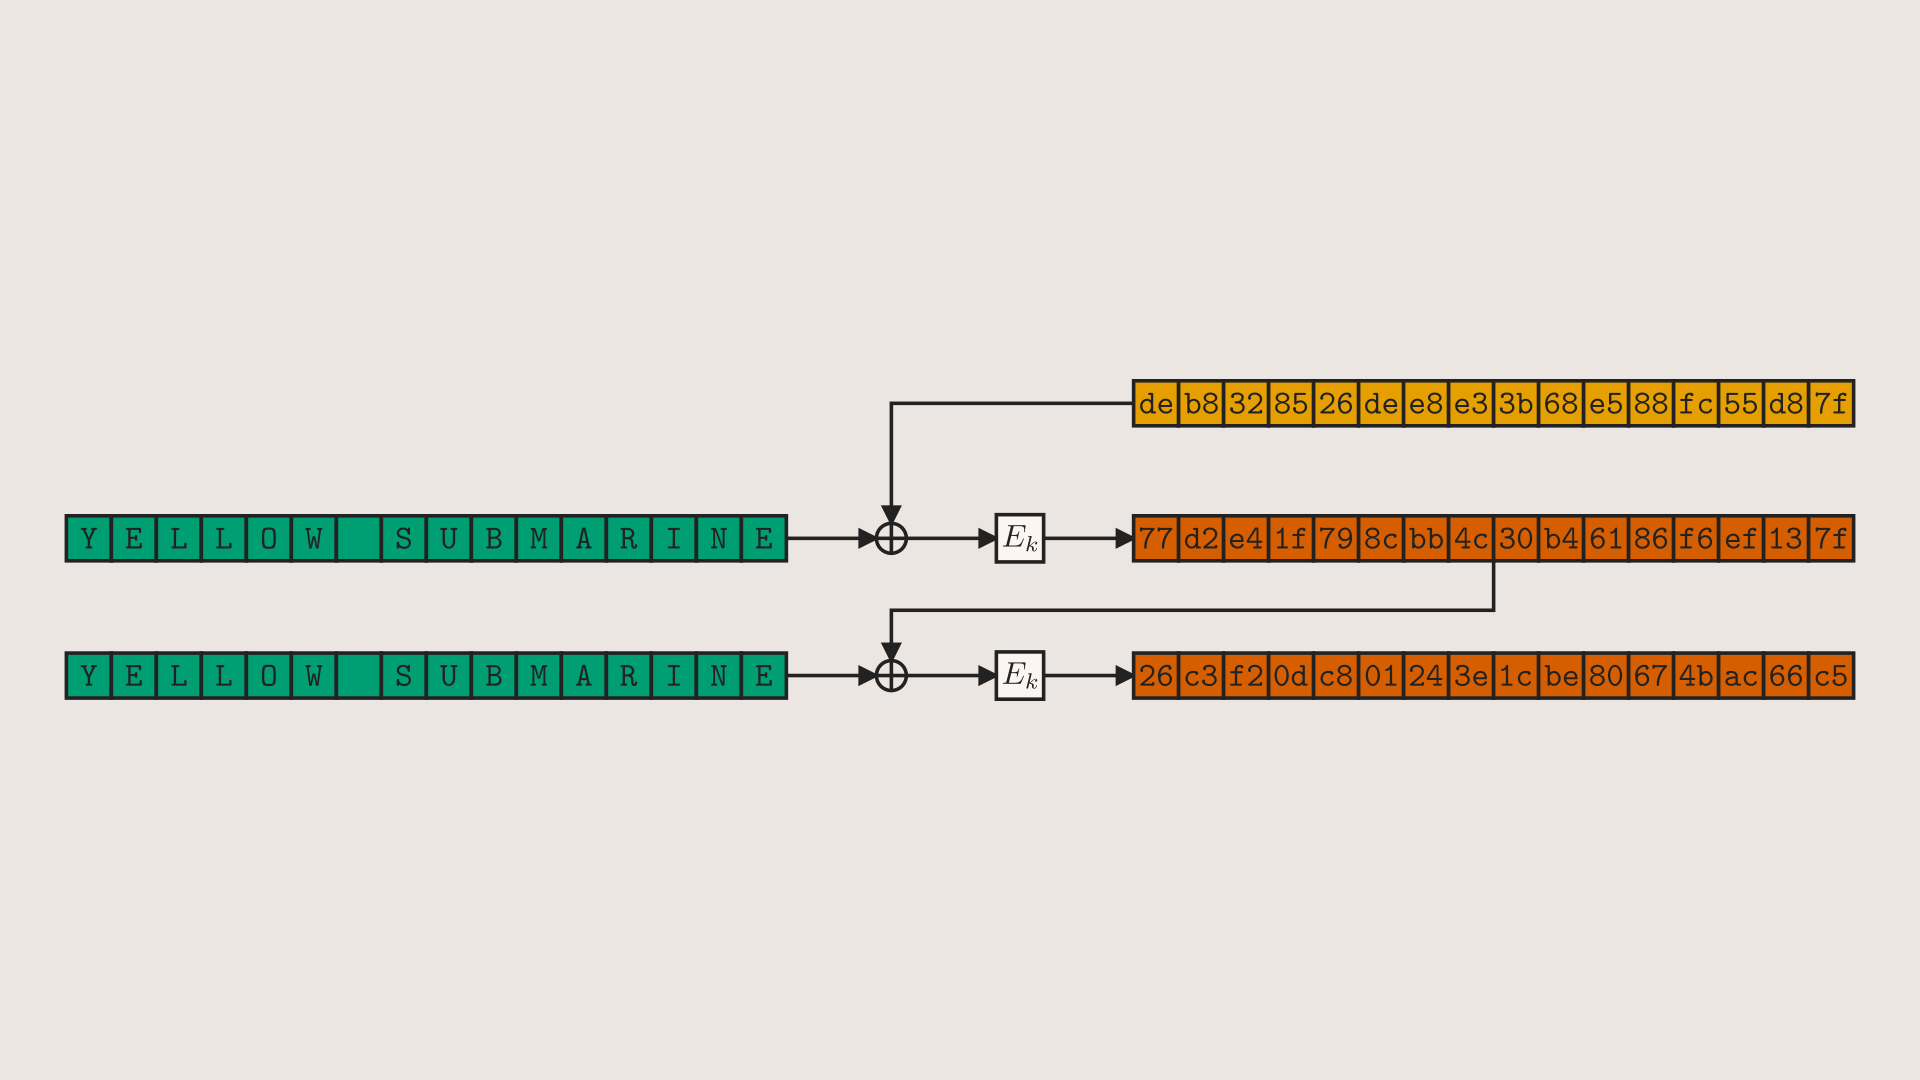 de b8 32 85 26 de e8 e3 3b 68 e5 88 fc 55 d8 7f
Y E L L O W S U B M A R I N E Eₖ 77 d2 e4 1f 79 8c bb 4c 30 b4 61 86 f6 ef 13 7f
Y E L L O W S U B M A R I N E Eₖ 26 c3 f2 0d c8 01 24 3e 1c be 80 67 4b ac 66 c5